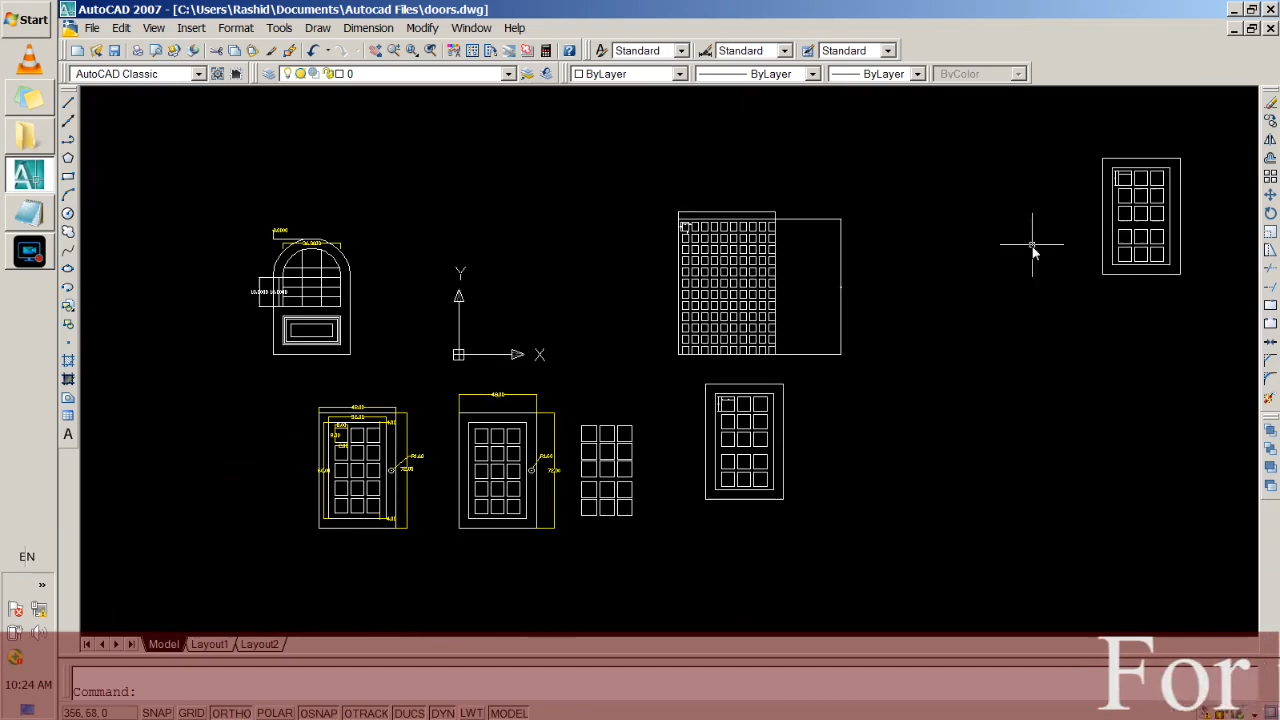 Start
AutoCAD 2007 - [C:\Users\Rashid\Documents\Autocad Files\doors.dwg]
File Edit View Insert Format Tools Draw Dimension Modify Window Help
Standard Standard Standard
AutoCAD Classic 0 ByLayer ByLayer ByLayer ByColor
Y
X
A
EN
»
10:24 AM
Model Layout1 Layout2
Command:
356, 68, 0 SNAP GRID ORTHO POLAR OSNAP OTRACK DUCS DYN LWT MODEL
For